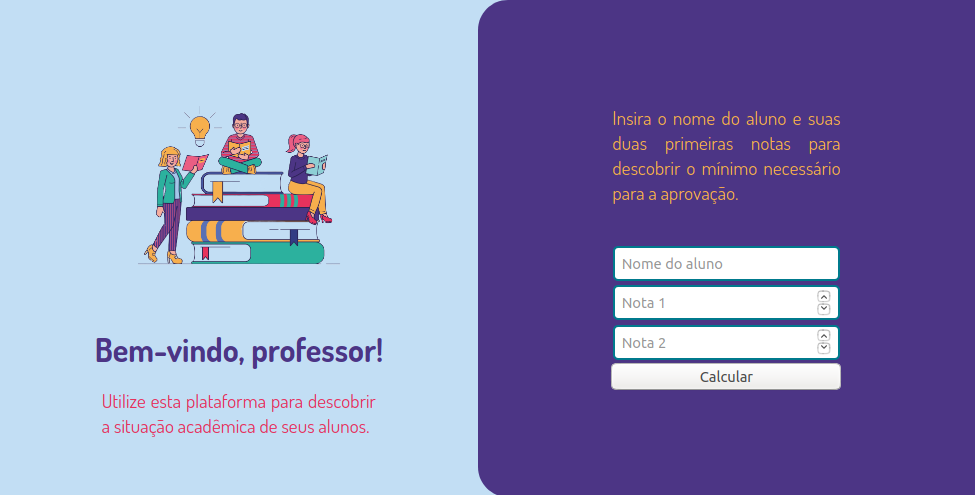 Bem-vindo, professor!
Utilize esta plataforma para descobrir
a situação acadêmica de seus alunos.
Insira o nome do aluno e suas
duas primeiras notas para
descobrir o mínimo necessário
para a aprovação.
Nome do aluno
Nota 1
Nota 2
Calcular